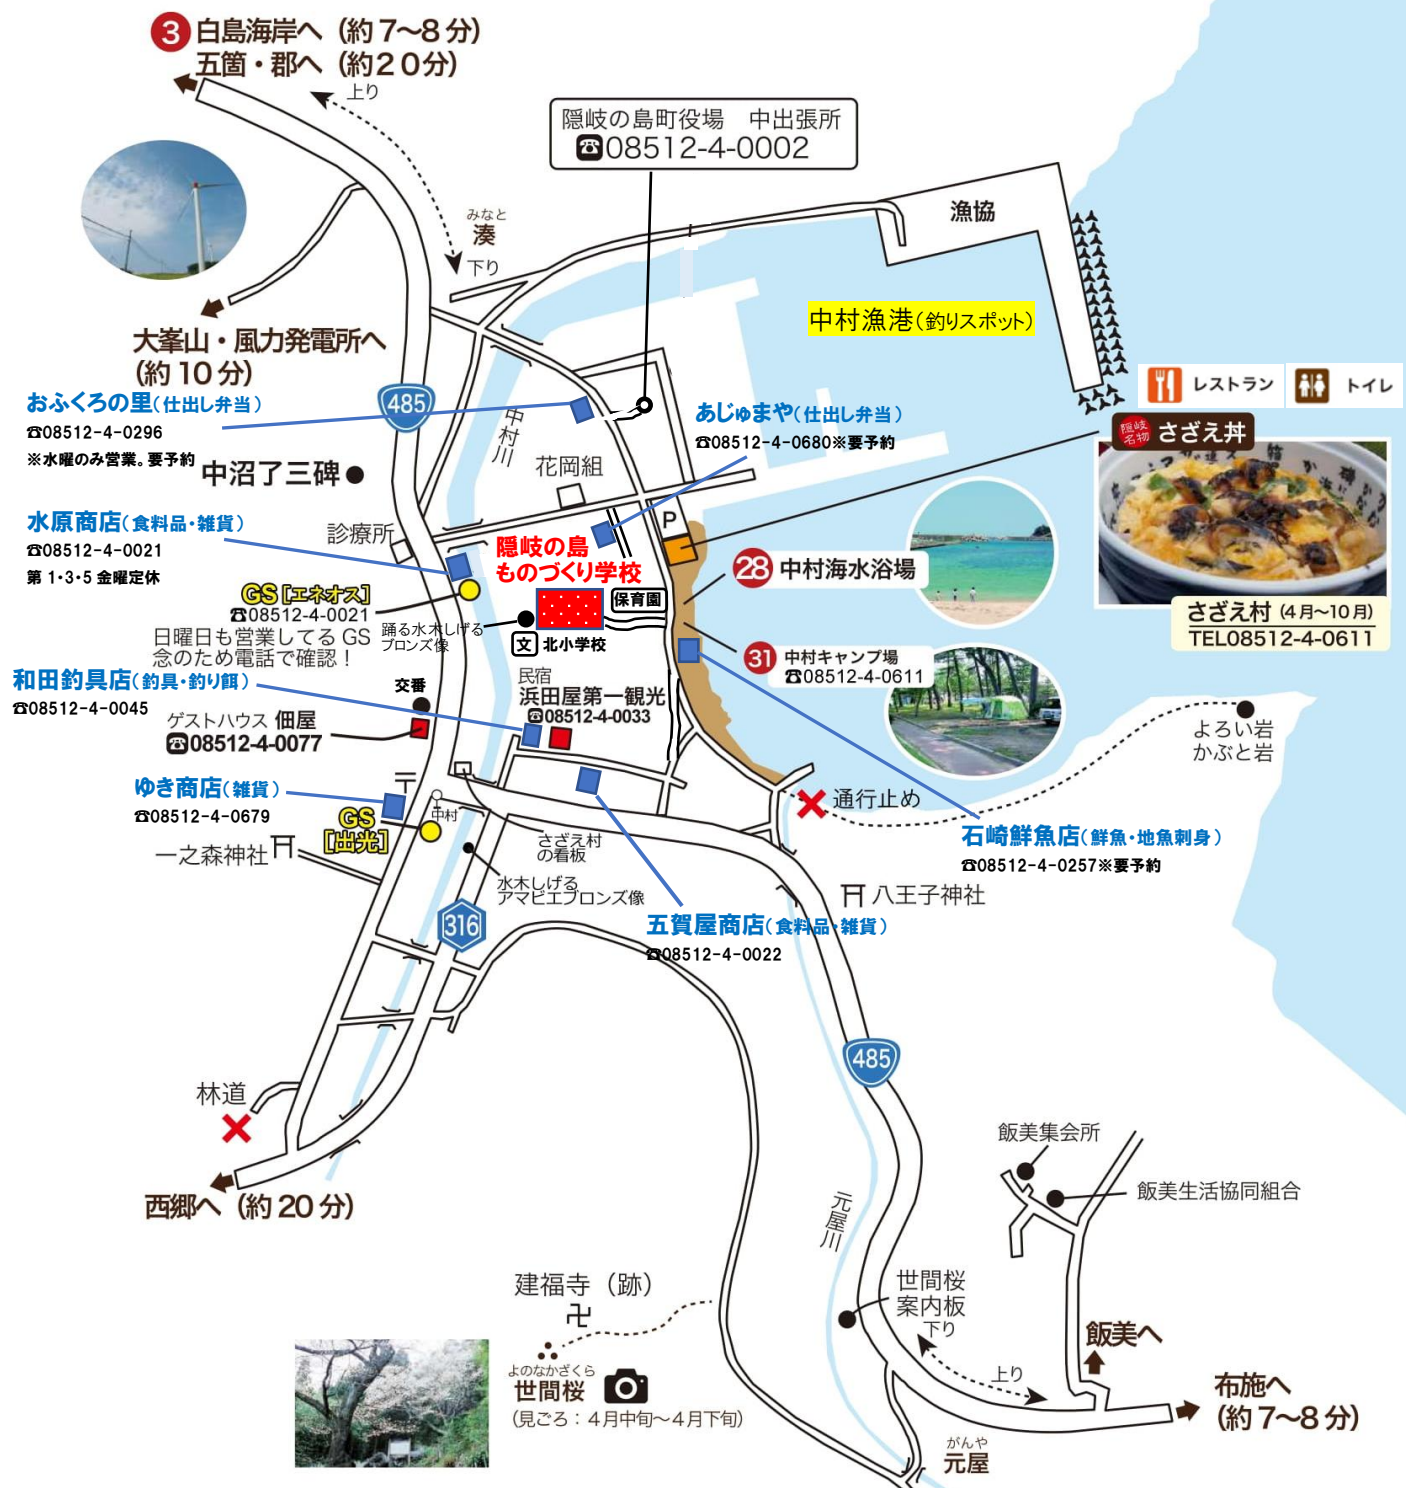 3 白島海岸へ（約7〜8分）
五箇・郡へ（約20分）
上り
隠岐の島町役場　中出張所
☎08512-4-0002
みなと
湊
下り
漁協
中村漁港(釣りスポット)
大峯山・風力発電所へ
(約10分)
レストラン
トイレ
485
おふくろの里(仕出し弁当)
☎08512-4-0296
※水曜のみ営業。要予約
中村川
あじゅまや(仕出し弁当)
☎08512-4-0680※要予約
隠岐名物 さざえ丼
花岡組
中沼了三碑
水原商店(食料品・雑貨)
☎08512-4-0021
第1・3・5金曜定休
診療所
P
隠岐の島
ものづくり学校
28 中村海水浴場
保育園
GS[エネオス]
☎08512-4-0021
日曜日も営業してるGS
念のため電話で確認！
踊る水木しげる
ブロンズ像
文 北小学校
さざえ村（4月〜10月）
TEL08512-4-0611
31 中村キャンプ場
☎08512-4-0611
和田釣具店(釣具・釣り餌)
☎08512-4-0045
交番
民宿
浜田屋第一観光
☎08512-4-0033
ゲストハウス 佃屋
☎08512-4-0077
よろい岩
かぶと岩
ゆき商店(雑貨)
☎08512-4-0679
〒
中村
GS
[出光]
通行止め
石崎鮮魚店(鮮魚・地魚刺身)
☎08512-4-0257※要予約
さざえ村
の看板
一之森神社
水木しげる
アマビエブロンズ像
八王子神社
316
五賀屋商店(食料品・雑貨)
☎08512-4-0022
485
林道
飯美集会所
飯美生活協同組合
西郷へ（約20分）
元屋川
建福寺（跡）
卍
世間桜
案内板
下り
飯美へ
上り
よのなかざくら
世間桜
（見ごろ：4月中旬〜4月下旬）
布施へ
（約7〜8分）
がんや
元屋